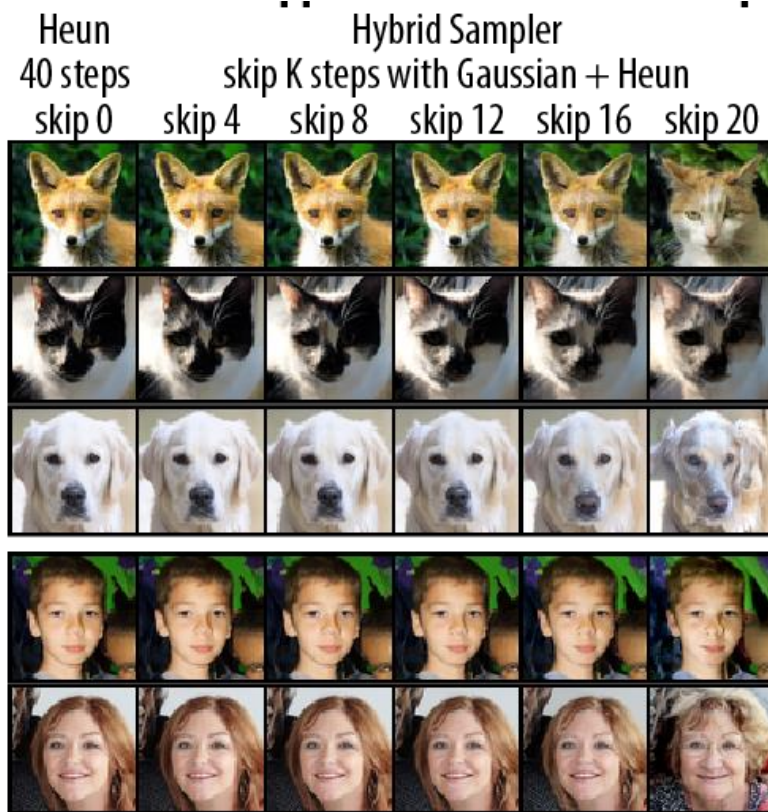 Heun
40 steps
Hybrid Sampler
skip K steps with Gaussian + Heun
skip 0 skip 4 skip 8 skip 12 skip 16 skip 20